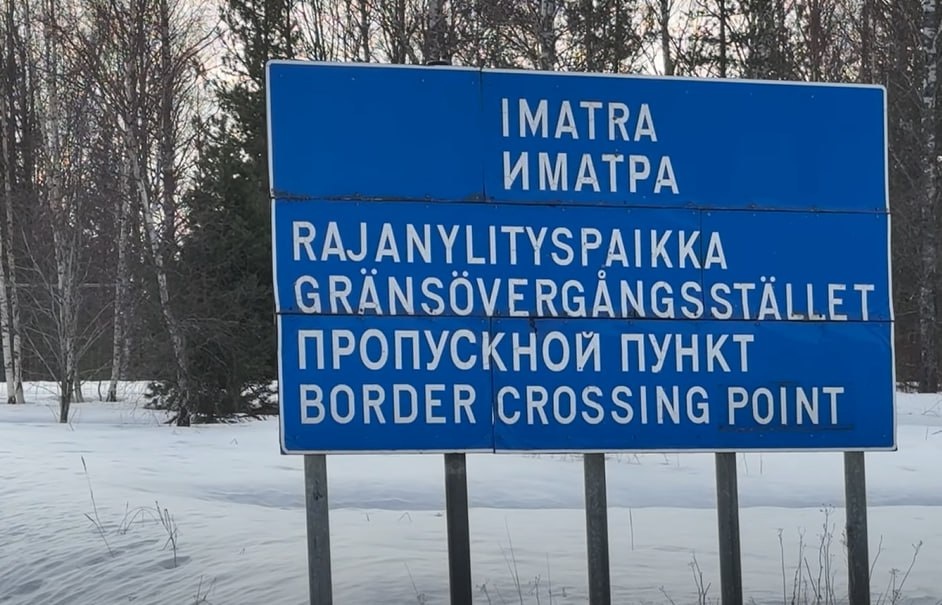 IMATRA
ИМАТРА
RAJANYLITYSPAIKKA
GRÄNSÖVERGÅNGSSTÄLLET
ПРОПУСКНОЙ ПУНКТ
BORDER CROSSING POINT